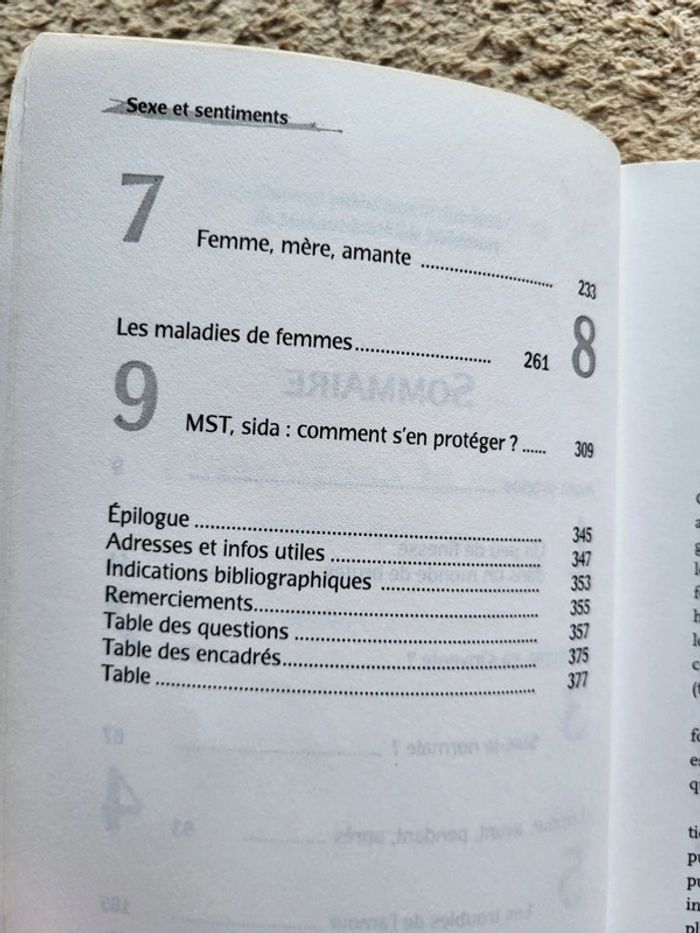 Sexe et sentiments
7
Femme, mère, amante ........................ 233
8
Les maladies de femmes........................ 261
9
MST, sida : comment s'en protéger ? ...... 309
Épilogue ........................ 345
Adresses et infos utiles ........................ 347
Indications bibliographiques ........................ 353
Remerciements........................ 355
Table des questions ........................ 357
Table des encadrés........................ 375
Table ........................ 377
SOMMAIRE